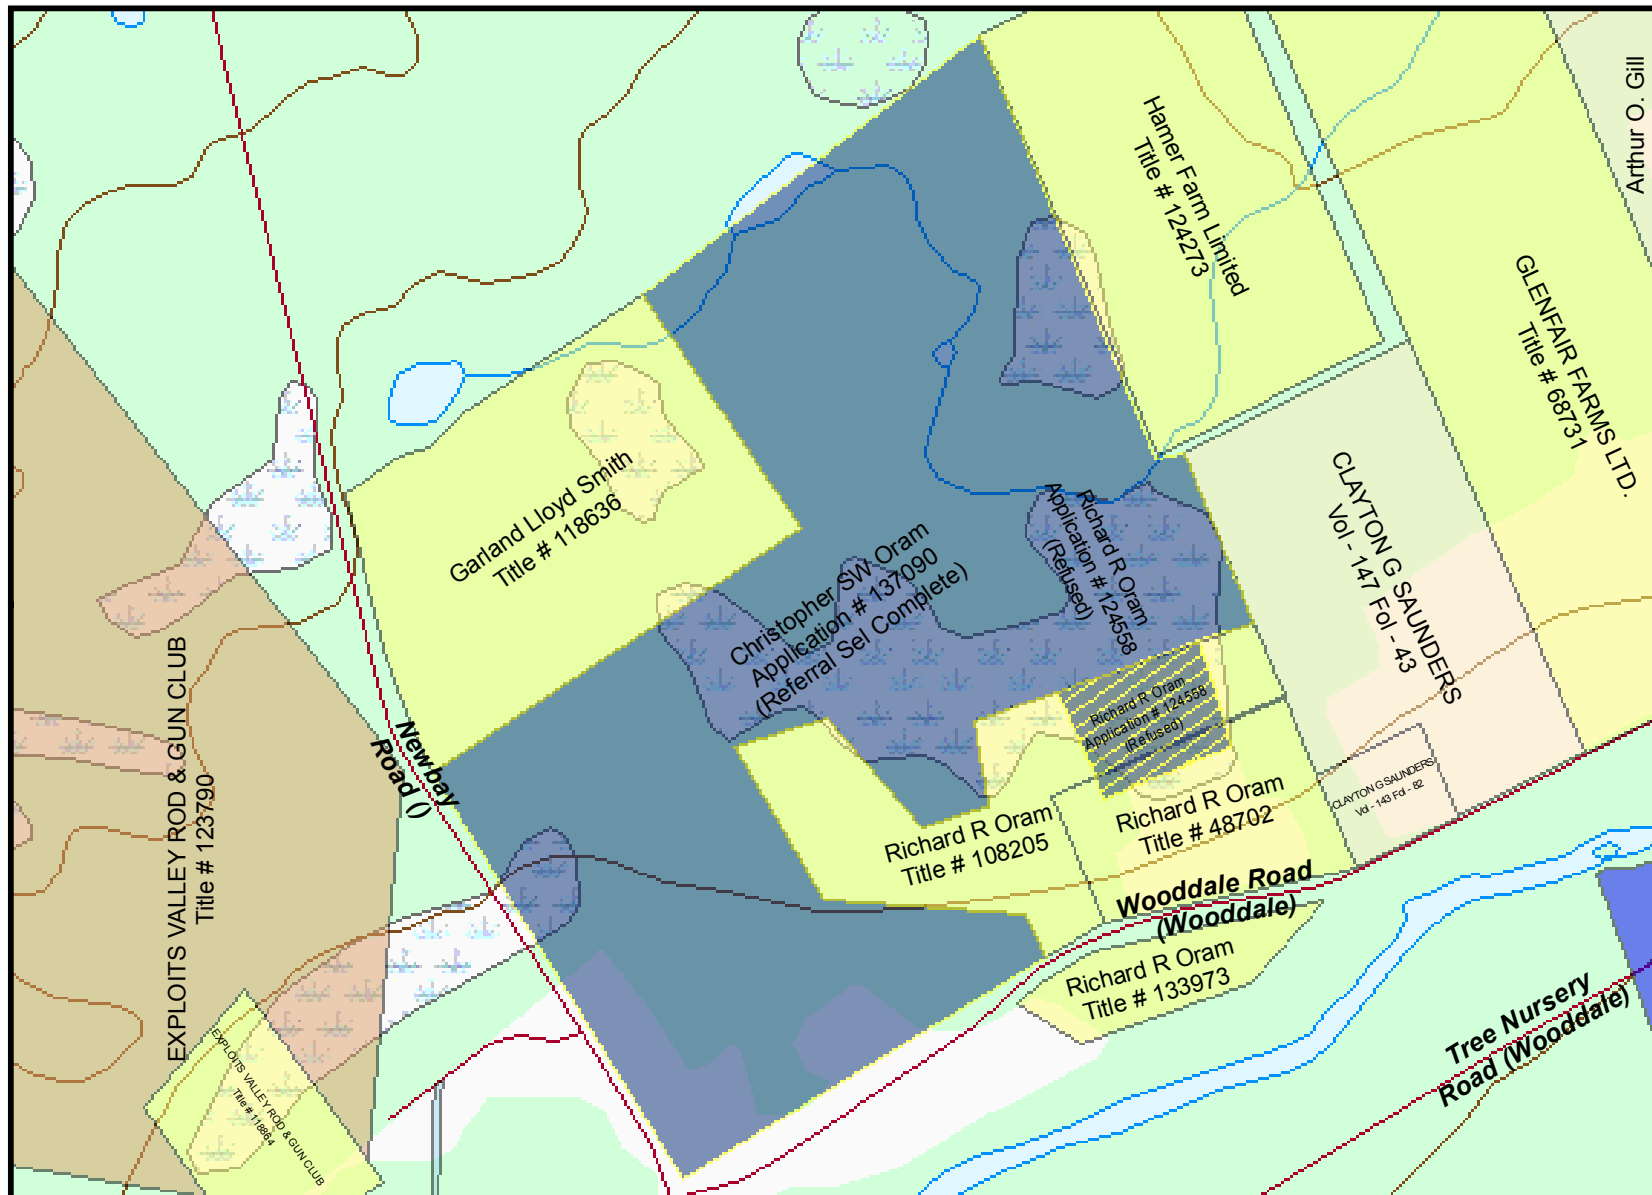 Arthur O. Gill
Hamer Farm Limited
Title # 124273
GLENFAIR FARMS LTD.
Title # 68731
Garland Lloyd Smith
Title # 118636
CLAYTON G SAUNDERS
Vol - 147 Fol - 43
Christopher SW Oram
Application # 137090
(Referral Sel Complete)
Richard R Oram
Application # 124558
(Refused)
Richard R Oram
Application # 124558
(Refused)
EXPLOITS VALLEY ROD & GUN CLUB
Title # 123790
Newbay
Road ()
CLAYTON G SAUNDERS
Vol - 143 Fol - 82
Richard R Oram
Title # 108205
Richard R Oram
Title # 48702
Wooddale Road
(Wooddale)
Richard R Oram
Title # 133973
Tree Nursery
Road (Wooddale)
EXPLOITS VALLEY ROD & GUN CLUB
Title # 118864